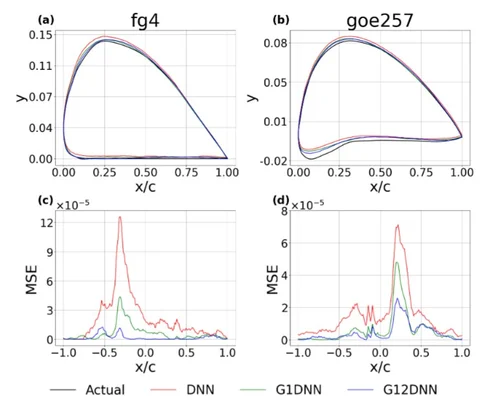 (a) fg4
(b) goe257
0.15
0.11
0.07
0.04
0.00
y
0.00 0.25 0.50 0.75 1.00
x/c
0.08
0.05
0.01
-0.02
y
0.00 0.25 0.50 0.75 1.00
x/c
(c) ×10⁻⁵
12
9
6
3
0
MSE
−1.0 −0.5 0.0 0.5 1.0
x/c
(d) ×10⁻⁵
8
6
4
2
0
MSE
−1.0 −0.5 0.0 0.5 1.0
x/c
Actual DNN G1DNN G12DNN